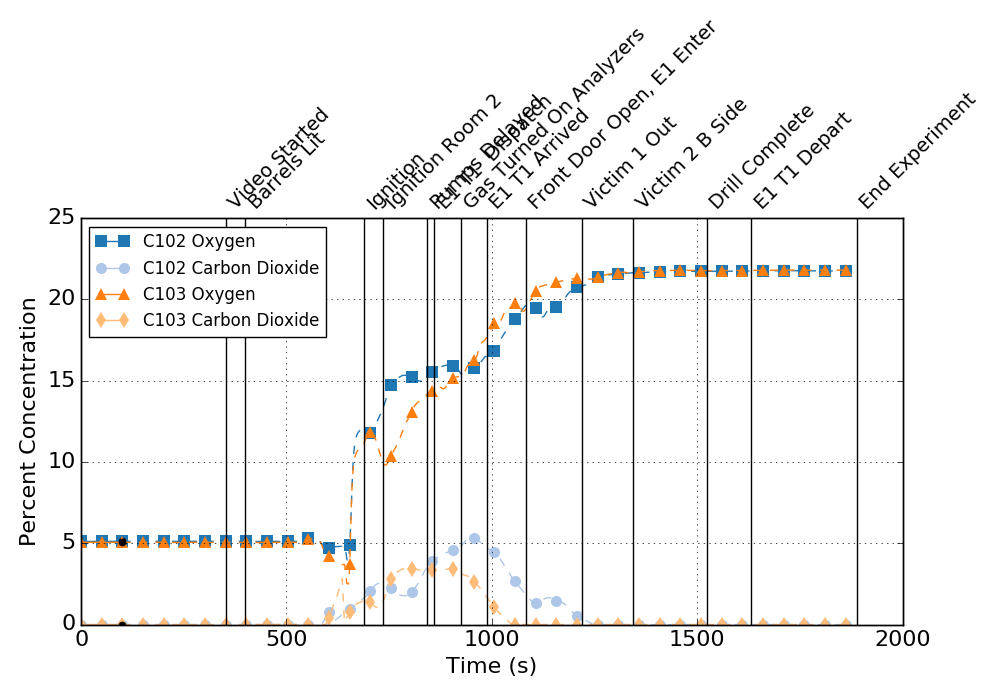 Video Started
Barrels Lit
Ignition
Ignition Room 2
Pumps Delayed
E1 T1 Dispatch
Gas Turned On Analyzers
E1 T1 Arrived
Front Door Open, E1 Enter
Victim 1 Out
Victim 2 B Side
Drill Complete
E1 T1 Depart
End Experiment
25
20
15
10
5
0
Percent Concentration
C102 Oxygen
C102 Carbon Dioxide
C103 Oxygen
C103 Carbon Dioxide
0 500 1000 1500 2000
Time (s)